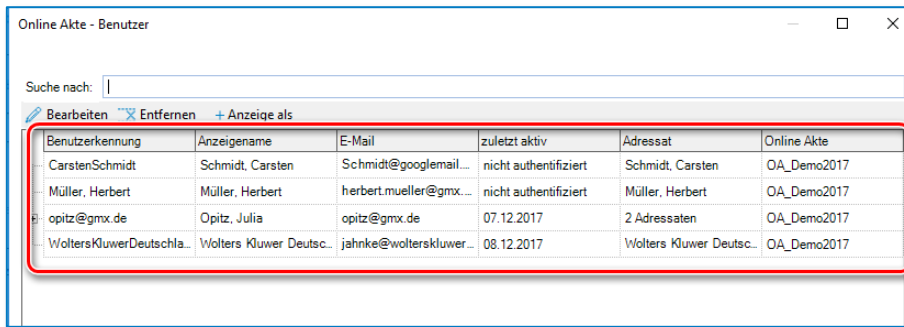 Online Akte - Benutzer
Suche nach:
Bearbeiten Entfernen + Anzeige als
Benutzerkennung Anzeigename E-Mail zuletzt aktiv Adressat Online Akte
CarstenSchmidt Schmidt, Carsten Schmidt@googlemail.... nicht authentifiziert Schmidt, Carsten OA_Demo2017
Müller, Herbert Müller, Herbert herbert.mueller@gmx.... nicht authentifiziert Müller, Herbert OA_Demo2017
opitz@gmx.de Opitz, Julia opitz@gmx.de 07.12.2017 2 Adressaten OA_Demo2017
WoltersKluwerDeutschla... Wolters Kluwer Deutsc... jahnke@wolterskluwer... 08.12.2017 Wolters Kluwer Deutsc... OA_Demo2017